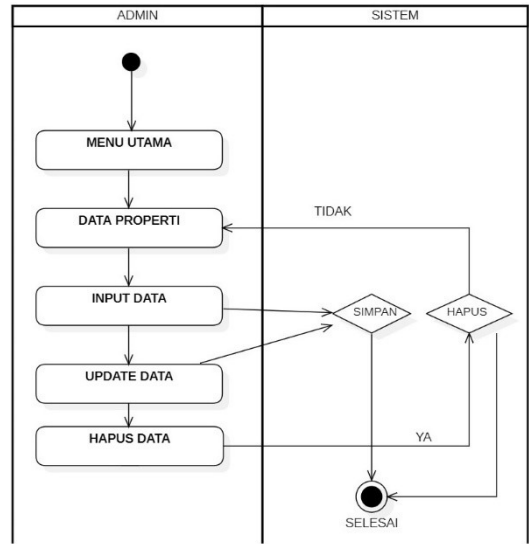 ADMIN
SISTEM
MENU UTAMA
DATA PROPERTI
TIDAK
INPUT DATA
SIMPAN
HAPUS
UPDATE DATA
HAPUS DATA
YA
SELESAI